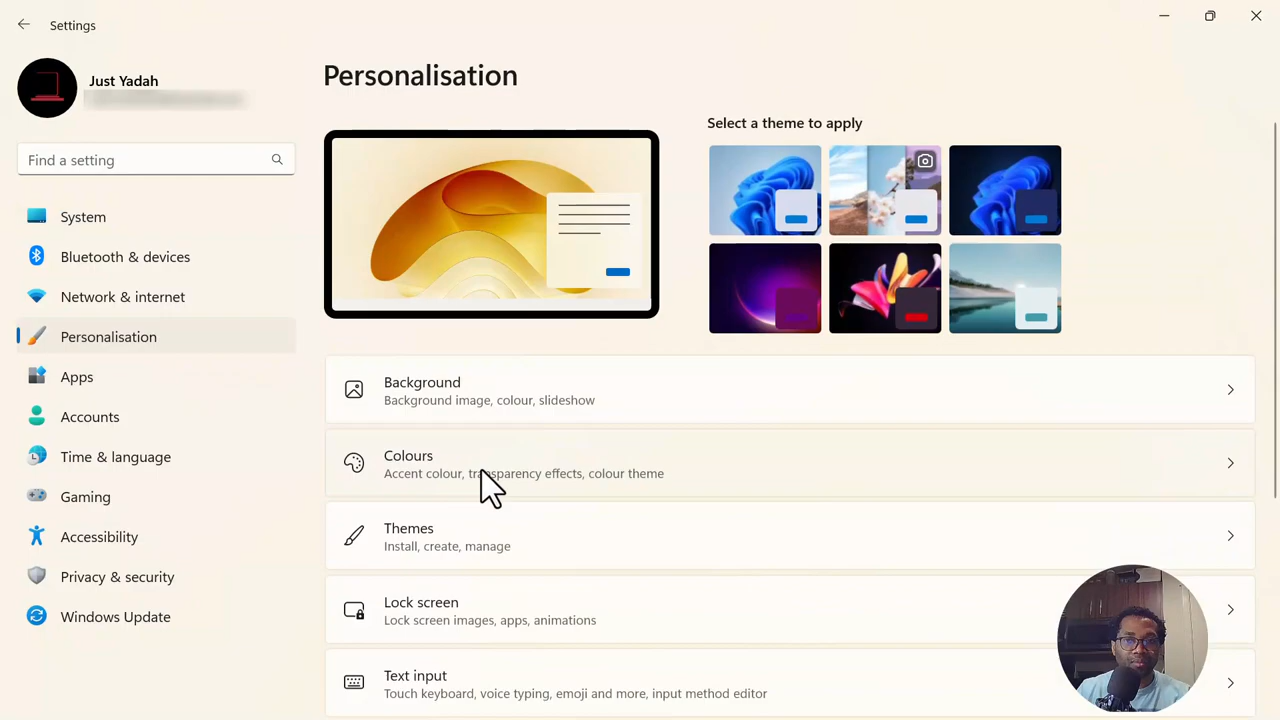 Settings
Just Yadah
Find a setting
System
Bluetooth & devices
Network & internet
Personalisation
Apps
Accounts
Time & language
Gaming
Accessibility
Privacy & security
Windows Update
Personalisation
Select a theme to apply
Background
Background image, colour, slideshow
Colours
Accent colour, transparency effects, colour theme
Themes
Install, create, manage
Lock screen
Lock screen images, apps, animations
Text input
Touch keyboard, voice typing, emoji and more, input method editor